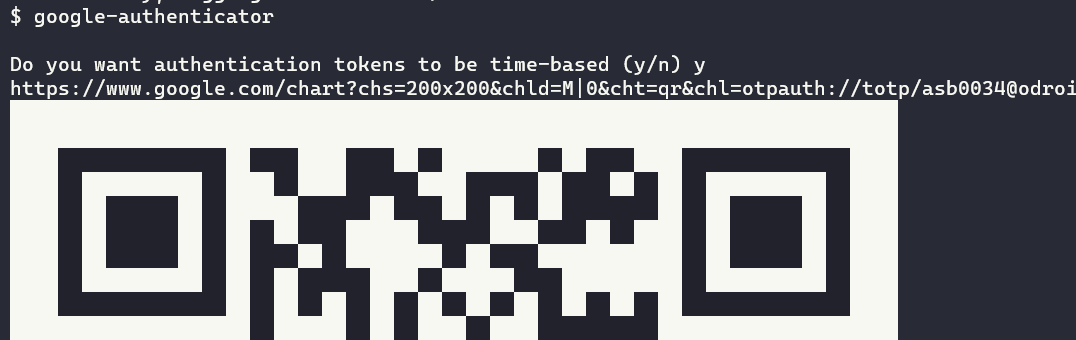 $ google-authenticator
Do you want authentication tokens to be time-based (y/n) y
https://www.google.com/chart?chs=200x200&chld=M|0&cht=qr&chl=otpauth://totp/asb0034@odroi